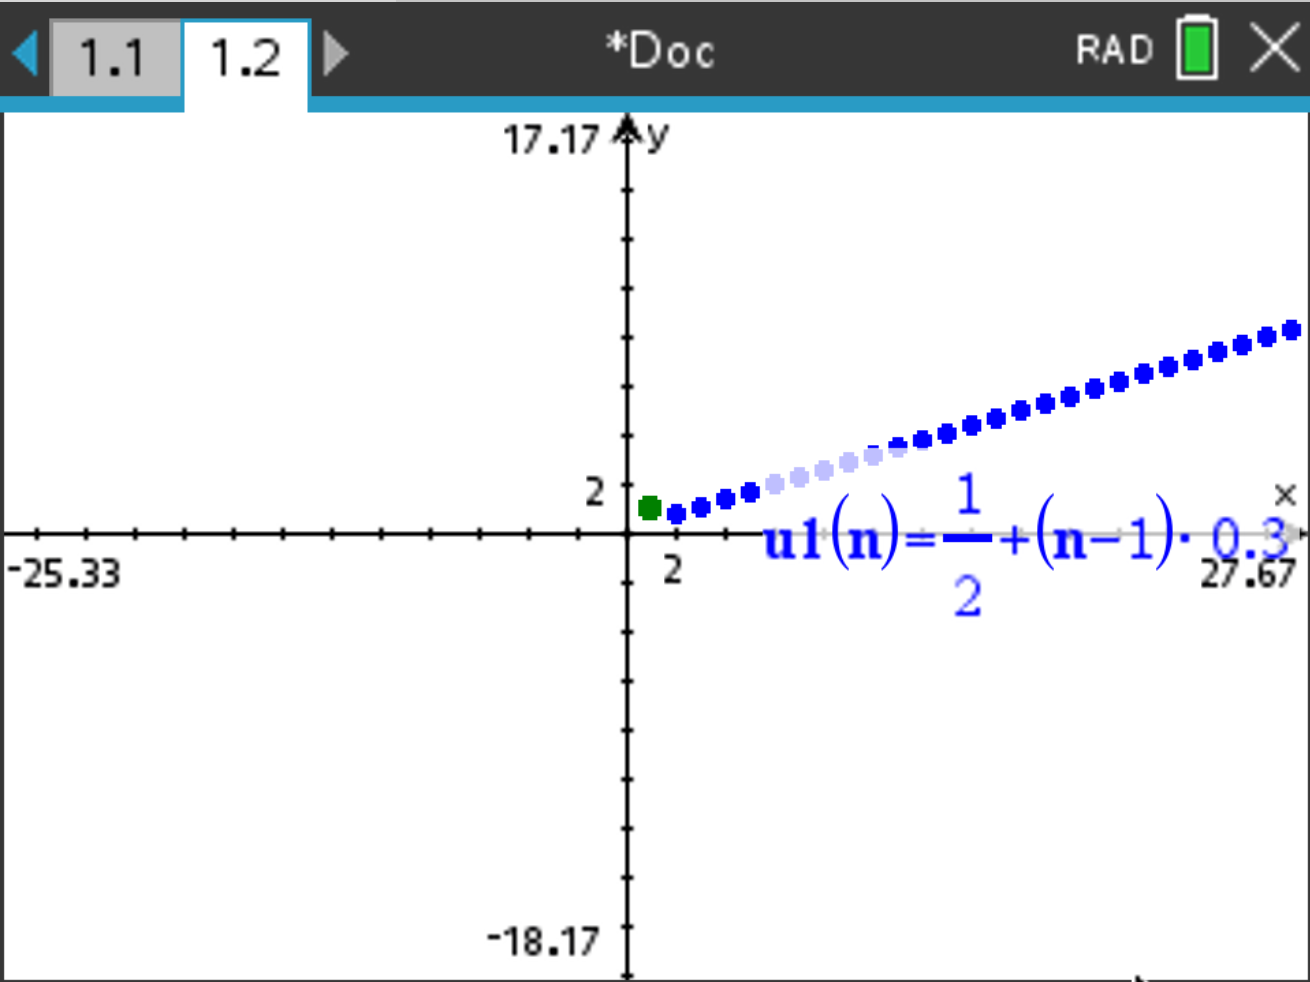 1.1 1.2 *Doc RAD
17.17 y
2
x
u1(n)=1/2+(n−1)· 0.3
-25.33 2 27.67
-18.17